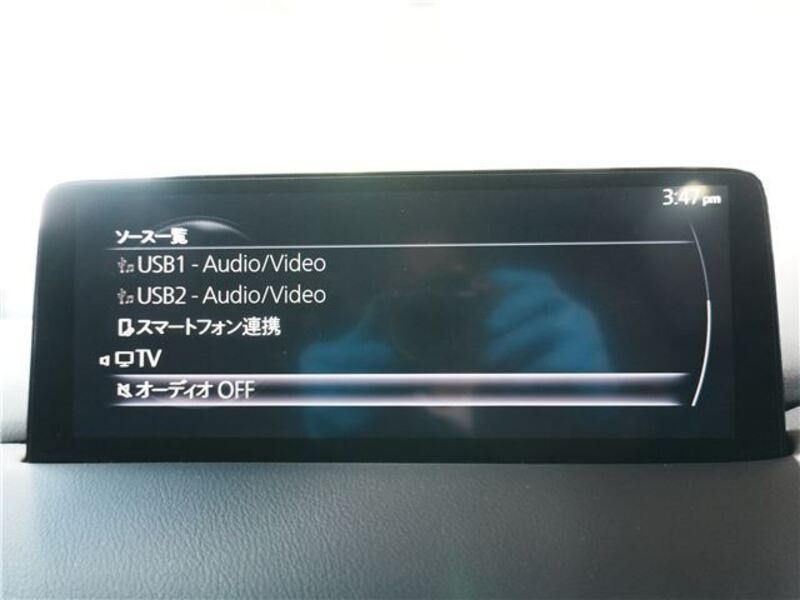 3:47 pm
ソース一覧
USB1 - Audio/Video
USB2 - Audio/Video
スマートフォン連携
TV
オーディオ OFF